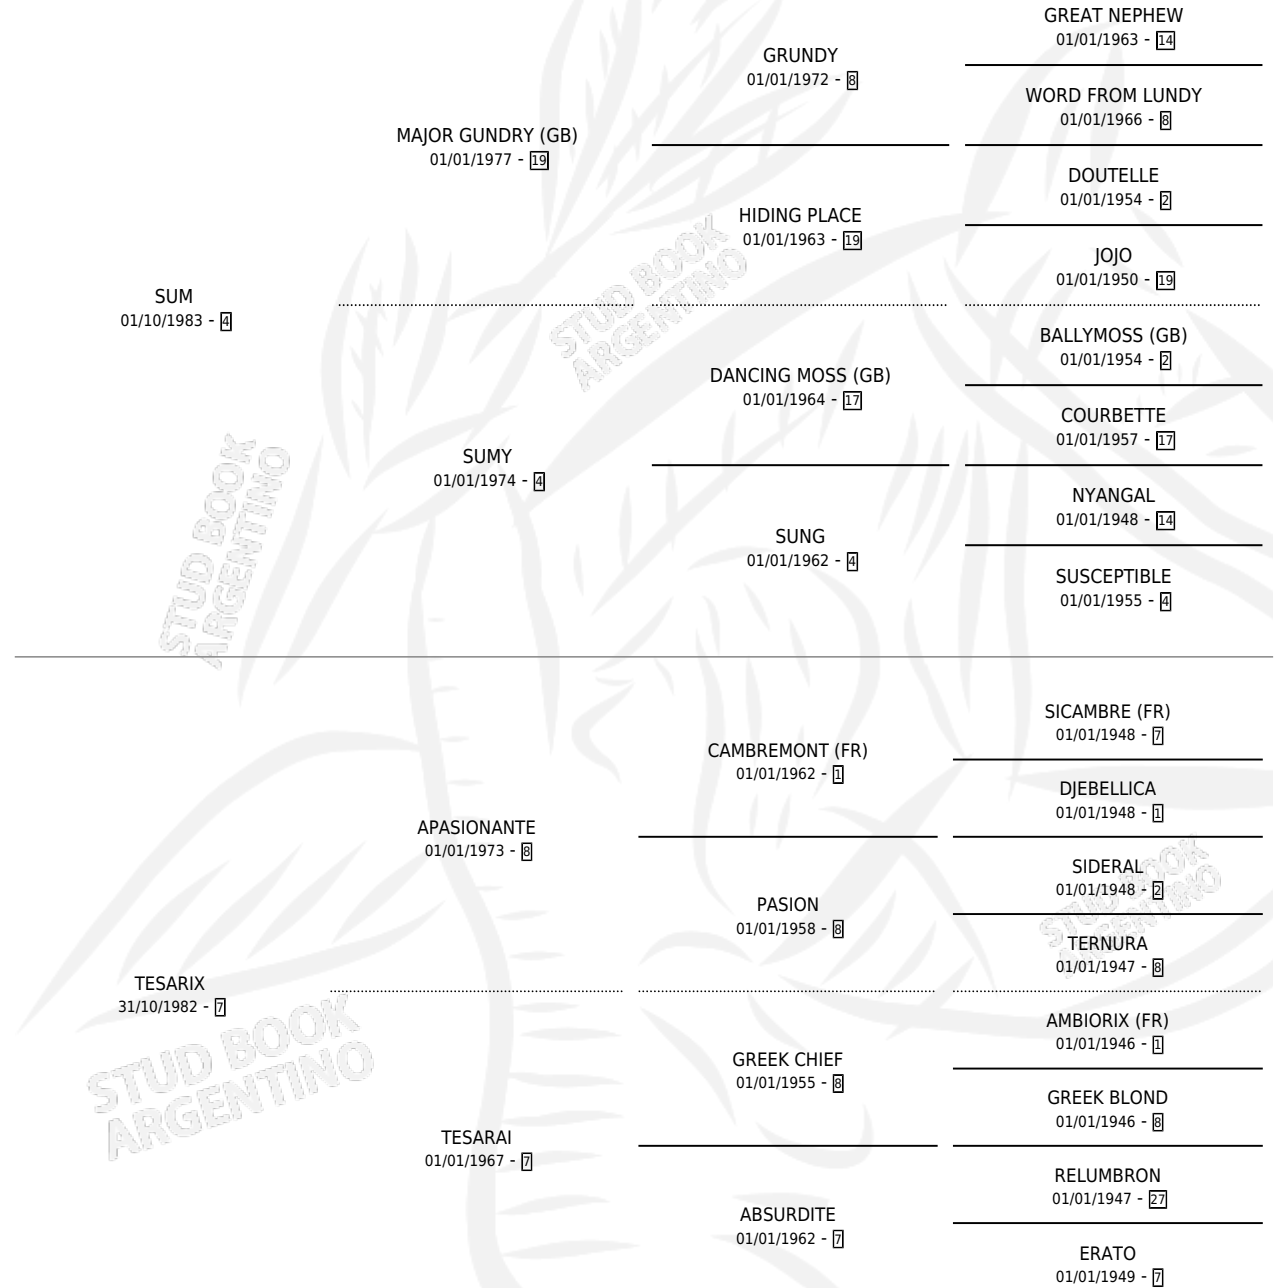 GREAT NEPHEW
01/01/1963 - 14
GRUNDY
01/01/1972 - 8
WORD FROM LUNDY
01/01/1966 - 8
MAJOR GUNDRY (GB)
01/01/1977 - 19
DOUTELLE
01/01/1954 - 2
HIDING PLACE
01/01/1963 - 19
JOJO
01/01/1950 - 19
SUM
01/10/1983 - 4
STUD BOOK
ARGENTINO
BALLYMOSS (GB)
01/01/1954 - 2
DANCING MOSS (GB)
01/01/1964 - 17
COURBETTE
01/01/1957 - 17
SUMY
01/01/1974 - 4
NYANGAL
01/01/1948 - 14
SUNG
01/01/1962 - 4
SUSCEPTIBLE
01/01/1955 - 4
STUD BOOK
ARGENTINO
SICAMBRE (FR)
01/01/1948 - 7
CAMBREMONT (FR)
01/01/1962 - 1
DJEBELLICA
01/01/1948 - 1
APASIONANTE
01/01/1973 - 8
SIDERAL
01/01/1948 - 2
PASION
01/01/1958 - 8
STUD BOOK
ARGENTINO
TERNURA
01/01/1947 - 8
TESARIX
31/10/1982 - 7
AMBIORIX (FR)
01/01/1946 - 1
GREEK CHIEF
01/01/1955 - 8
STUD BOOK
ARGENTINO
GREEK BLOND
01/01/1946 - 8
TESARAI
01/01/1967 - 7
RELUMBRON
01/01/1947 - 27
ABSURDITE
01/01/1962 - 7
ERATO
01/01/1949 - 7